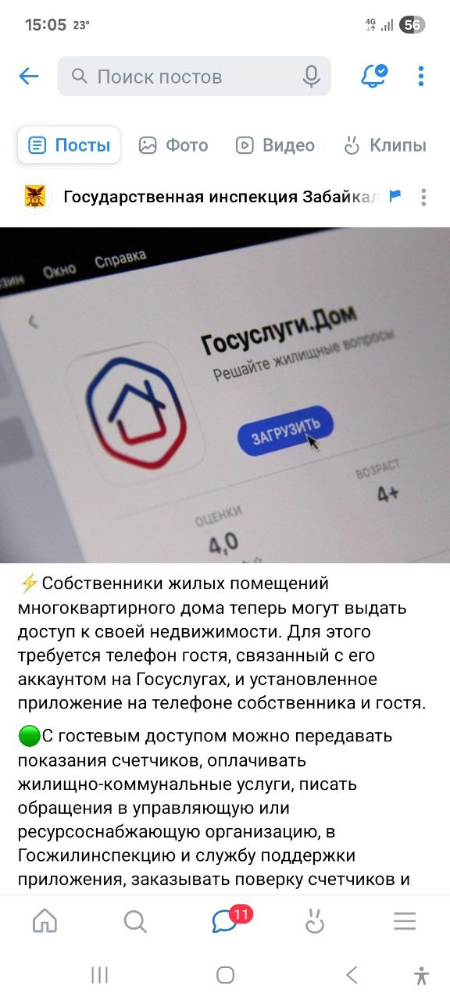 15:05 23° 4G 56
Поиск постов
Посты Фото Видео Клипы
Государственная инспекция Забайкал
зин Окно Справка
Госуслуги.Дом
Решайте жилищные вопросы
ЗАГРУЗИТЬ
ОЦЕНКИ
4,0
ВОЗРАСТ
4+
⚡Собственники жилых помещений
многоквартирного дома теперь могут выдать
доступ к своей недвижимости. Для этого
требуется телефон гостя, связанный с его
аккаунтом на Госуслугах, и установленное
приложение на телефоне собственника и гостя.
🟢С гостевым доступом можно передавать
показания счетчиков, оплачивать
жилищно-коммунальные услуги, писать
обращения в управляющую или
ресурсоснабжающую организацию, в
Госжилинспекцию и службу поддержки
приложения, заказывать поверку счетчиков и
11